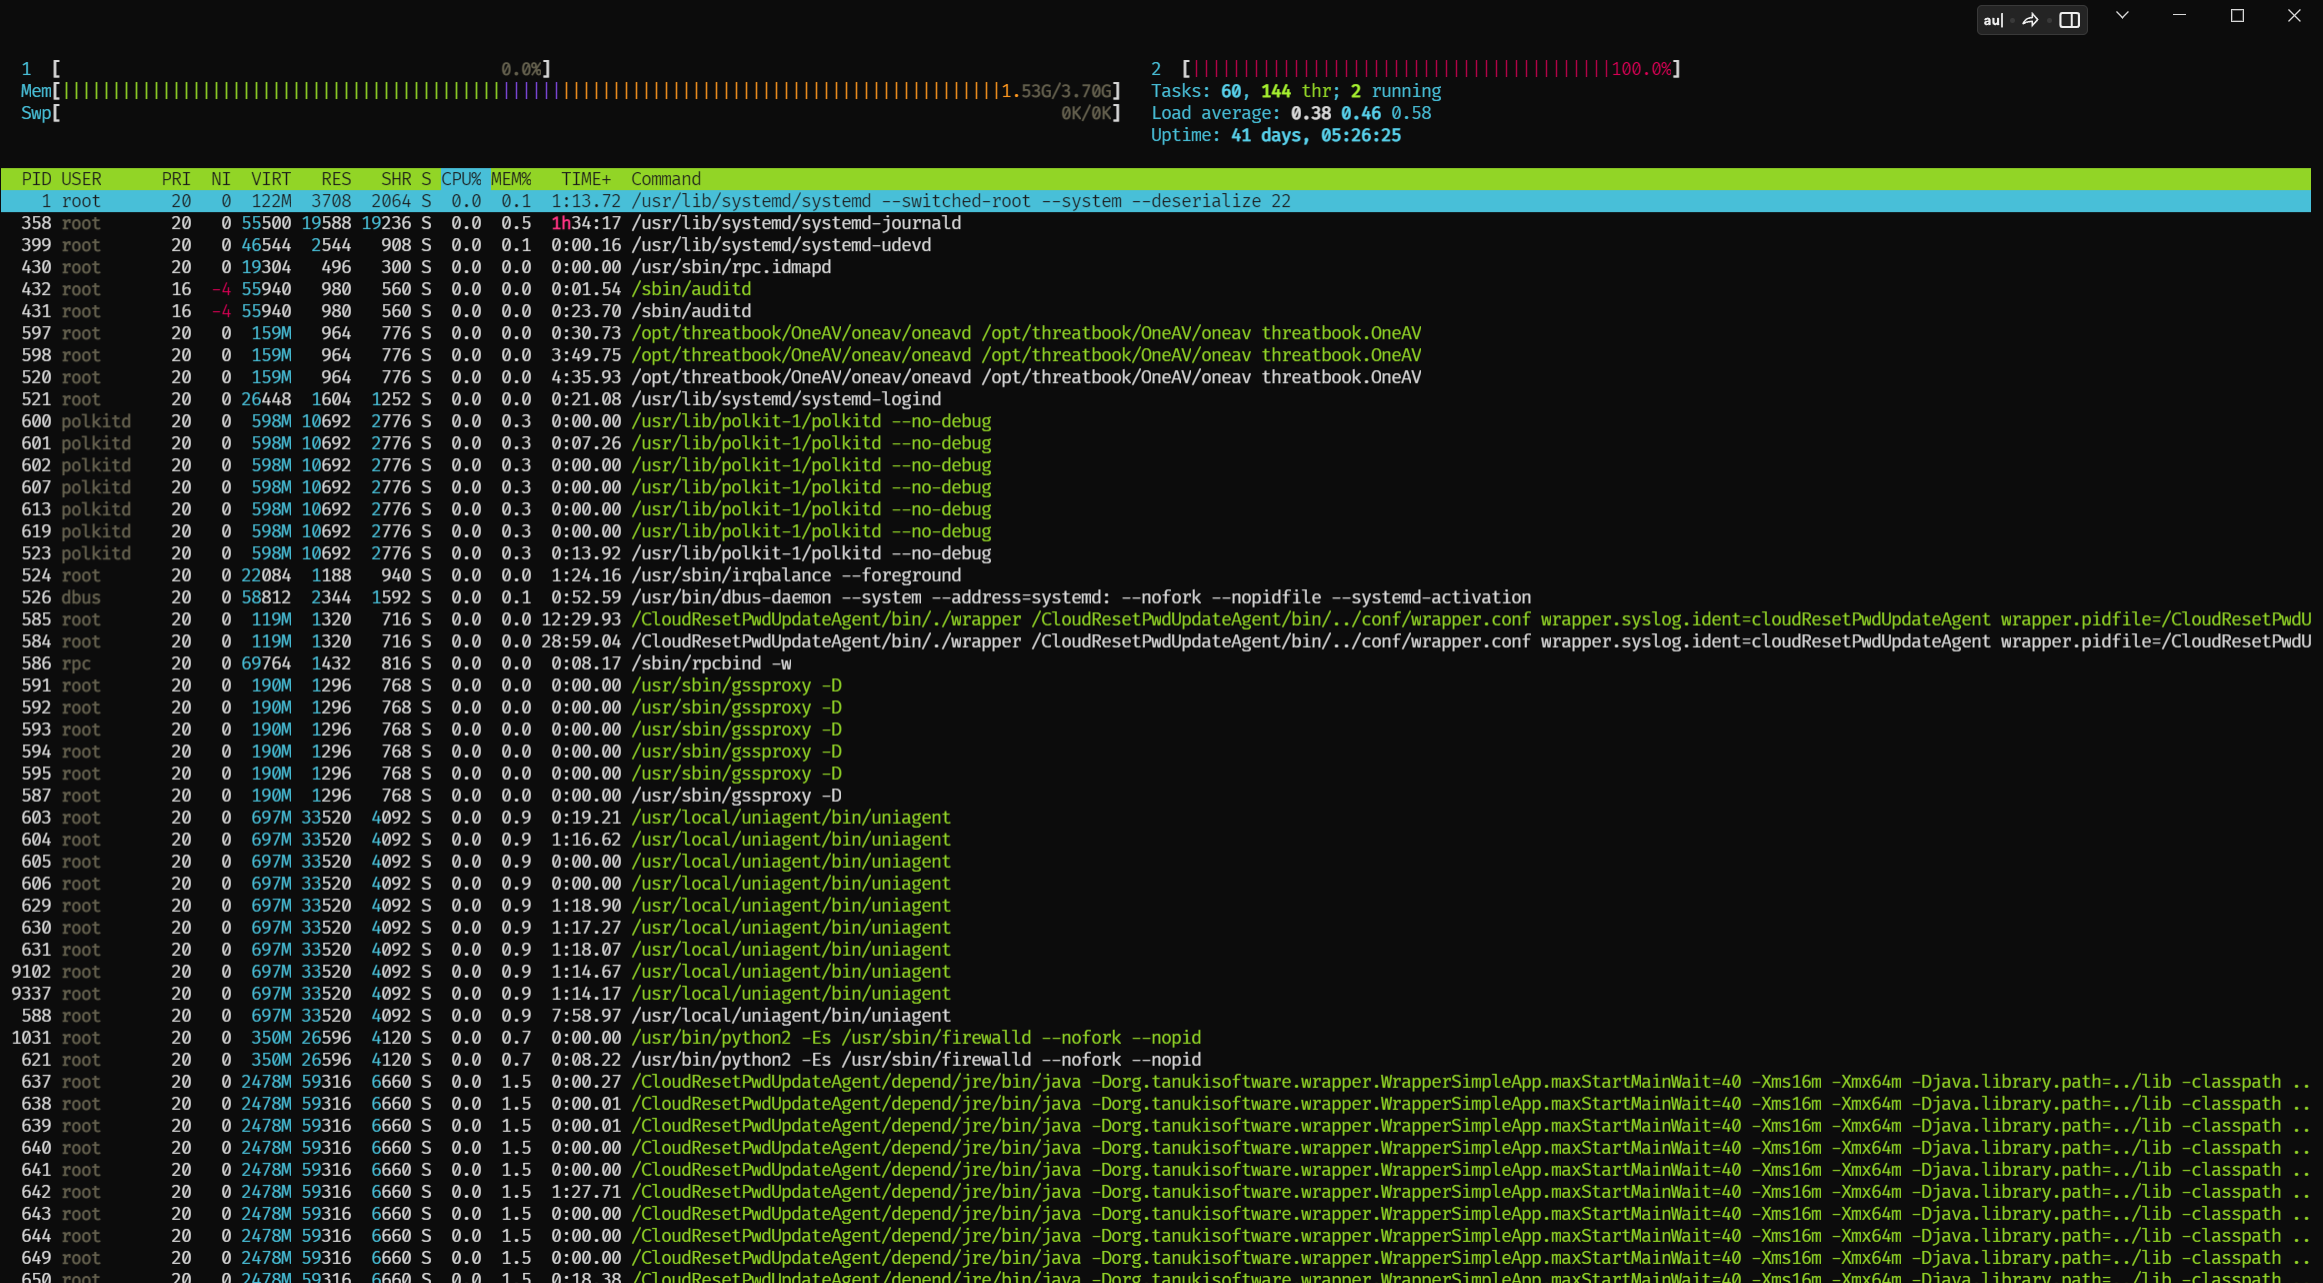 au|
1 [ 0.0%]
2 [||||||||||||||||||||||||||||||||||||||||||100.0%]
Mem[|||||||||||||||||||||||||||||||||||||||||||||||||||||||||||||||||||||||||||||||||||||||||||||1.53G/3.70G]
Tasks: 60, 144 thr; 2 running
Swp[ 0K/0K]
Load average: 0.38 0.46 0.58
Uptime: 41 days, 05:26:25
PID USER PRI NI VIRT RES SHR S CPU% MEM% TIME+ Command
1 root 20 0 122M 3708 2064 S 0.0 0.1 1:13.72 /usr/lib/systemd/systemd --switched-root --system --deserialize 22
358 root 20 0 55500 19588 19236 S 0.0 0.5 1h34:17 /usr/lib/systemd/systemd-journald
399 root 20 0 46544 2544 908 S 0.0 0.1 0:00.16 /usr/lib/systemd/systemd-udevd
430 root 20 0 19304 496 300 S 0.0 0.0 0:00.00 /usr/sbin/rpc.idmapd
432 root 16 -4 55940 980 560 S 0.0 0.0 0:01.54 /sbin/auditd
431 root 16 -4 55940 980 560 S 0.0 0.0 0:23.70 /sbin/auditd
597 root 20 0 159M 964 776 S 0.0 0.0 0:30.73 /opt/threatbook/OneAV/oneav/oneavd /opt/threatbook/OneAV/oneav threatbook.OneAV
598 root 20 0 159M 964 776 S 0.0 0.0 3:49.75 /opt/threatbook/OneAV/oneav/oneavd /opt/threatbook/OneAV/oneav threatbook.OneAV
520 root 20 0 159M 964 776 S 0.0 0.0 4:35.93 /opt/threatbook/OneAV/oneav/oneavd /opt/threatbook/OneAV/oneav threatbook.OneAV
521 root 20 0 26448 1604 1252 S 0.0 0.0 0:21.08 /usr/lib/systemd/systemd-logind
600 polkitd 20 0 598M 10692 2776 S 0.0 0.3 0:00.00 /usr/lib/polkit-1/polkitd --no-debug
601 polkitd 20 0 598M 10692 2776 S 0.0 0.3 0:07.26 /usr/lib/polkit-1/polkitd --no-debug
602 polkitd 20 0 598M 10692 2776 S 0.0 0.3 0:00.00 /usr/lib/polkit-1/polkitd --no-debug
607 polkitd 20 0 598M 10692 2776 S 0.0 0.3 0:00.00 /usr/lib/polkit-1/polkitd --no-debug
613 polkitd 20 0 598M 10692 2776 S 0.0 0.3 0:00.00 /usr/lib/polkit-1/polkitd --no-debug
619 polkitd 20 0 598M 10692 2776 S 0.0 0.3 0:00.00 /usr/lib/polkit-1/polkitd --no-debug
523 polkitd 20 0 598M 10692 2776 S 0.0 0.3 0:13.92 /usr/lib/polkit-1/polkitd --no-debug
524 root 20 0 22084 1188 940 S 0.0 0.0 1:24.16 /usr/sbin/irqbalance --foreground
526 dbus 20 0 58812 2344 1592 S 0.0 0.1 0:52.59 /usr/bin/dbus-daemon --system --address=systemd: --nofork --nopidfile --systemd-activation
585 root 20 0 119M 1320 716 S 0.0 0.0 12:29.93 /CloudResetPwdUpdateAgent/bin/./wrapper /CloudResetPwdUpdateAgent/bin/../conf/wrapper.conf wrapper.syslog.ident=cloudResetPwdUpdateAgent wrapper.pidfile=/CloudResetPwdU
584 root 20 0 119M 1320 716 S 0.0 0.0 28:59.04 /CloudResetPwdUpdateAgent/bin/./wrapper /CloudResetPwdUpdateAgent/bin/../conf/wrapper.conf wrapper.syslog.ident=cloudResetPwdUpdateAgent wrapper.pidfile=/CloudResetPwdU
586 rpc 20 0 69764 1432 816 S 0.0 0.0 0:08.17 /sbin/rpcbind -w
591 root 20 0 190M 1296 768 S 0.0 0.0 0:00.00 /usr/sbin/gssproxy -D
592 root 20 0 190M 1296 768 S 0.0 0.0 0:00.00 /usr/sbin/gssproxy -D
593 root 20 0 190M 1296 768 S 0.0 0.0 0:00.00 /usr/sbin/gssproxy -D
594 root 20 0 190M 1296 768 S 0.0 0.0 0:00.00 /usr/sbin/gssproxy -D
595 root 20 0 190M 1296 768 S 0.0 0.0 0:00.00 /usr/sbin/gssproxy -D
587 root 20 0 190M 1296 768 S 0.0 0.0 0:00.00 /usr/sbin/gssproxy -D
603 root 20 0 697M 33520 4092 S 0.0 0.9 0:19.21 /usr/local/uniagent/bin/uniagent
604 root 20 0 697M 33520 4092 S 0.0 0.9 1:16.62 /usr/local/uniagent/bin/uniagent
605 root 20 0 697M 33520 4092 S 0.0 0.9 0:00.00 /usr/local/uniagent/bin/uniagent
606 root 20 0 697M 33520 4092 S 0.0 0.9 0:00.00 /usr/local/uniagent/bin/uniagent
629 root 20 0 697M 33520 4092 S 0.0 0.9 1:18.90 /usr/local/uniagent/bin/uniagent
630 root 20 0 697M 33520 4092 S 0.0 0.9 1:17.27 /usr/local/uniagent/bin/uniagent
631 root 20 0 697M 33520 4092 S 0.0 0.9 1:18.07 /usr/local/uniagent/bin/uniagent
9102 root 20 0 697M 33520 4092 S 0.0 0.9 1:14.67 /usr/local/uniagent/bin/uniagent
9337 root 20 0 697M 33520 4092 S 0.0 0.9 1:14.17 /usr/local/uniagent/bin/uniagent
588 root 20 0 697M 33520 4092 S 0.0 0.9 7:58.97 /usr/local/uniagent/bin/uniagent
1031 root 20 0 350M 26596 4120 S 0.0 0.7 0:00.00 /usr/bin/python2 -Es /usr/sbin/firewalld --nofork --nopid
621 root 20 0 350M 26596 4120 S 0.0 0.7 0:08.22 /usr/bin/python2 -Es /usr/sbin/firewalld --nofork --nopid
637 root 20 0 2478M 59316 6660 S 0.0 1.5 0:00.27 /CloudResetPwdUpdateAgent/depend/jre/bin/java -Dorg.tanukisoftware.wrapper.WrapperSimpleApp.maxStartMainWait=40 -Xms16m -Xmx64m -Djava.library.path=../lib -classpath ..
638 root 20 0 2478M 59316 6660 S 0.0 1.5 0:00.01 /CloudResetPwdUpdateAgent/depend/jre/bin/java -Dorg.tanukisoftware.wrapper.WrapperSimpleApp.maxStartMainWait=40 -Xms16m -Xmx64m -Djava.library.path=../lib -classpath ..
639 root 20 0 2478M 59316 6660 S 0.0 1.5 0:00.01 /CloudResetPwdUpdateAgent/depend/jre/bin/java -Dorg.tanukisoftware.wrapper.WrapperSimpleApp.maxStartMainWait=40 -Xms16m -Xmx64m -Djava.library.path=../lib -classpath ..
640 root 20 0 2478M 59316 6660 S 0.0 1.5 0:00.00 /CloudResetPwdUpdateAgent/depend/jre/bin/java -Dorg.tanukisoftware.wrapper.WrapperSimpleApp.maxStartMainWait=40 -Xms16m -Xmx64m -Djava.library.path=../lib -classpath ..
641 root 20 0 2478M 59316 6660 S 0.0 1.5 0:00.00 /CloudResetPwdUpdateAgent/depend/jre/bin/java -Dorg.tanukisoftware.wrapper.WrapperSimpleApp.maxStartMainWait=40 -Xms16m -Xmx64m -Djava.library.path=../lib -classpath ..
642 root 20 0 2478M 59316 6660 S 0.0 1.5 1:27.71 /CloudResetPwdUpdateAgent/depend/jre/bin/java -Dorg.tanukisoftware.wrapper.WrapperSimpleApp.maxStartMainWait=40 -Xms16m -Xmx64m -Djava.library.path=../lib -classpath ..
643 root 20 0 2478M 59316 6660 S 0.0 1.5 0:00.00 /CloudResetPwdUpdateAgent/depend/jre/bin/java -Dorg.tanukisoftware.wrapper.WrapperSimpleApp.maxStartMainWait=40 -Xms16m -Xmx64m -Djava.library.path=../lib -classpath ..
644 root 20 0 2478M 59316 6660 S 0.0 1.5 0:00.00 /CloudResetPwdUpdateAgent/depend/jre/bin/java -Dorg.tanukisoftware.wrapper.WrapperSimpleApp.maxStartMainWait=40 -Xms16m -Xmx64m -Djava.library.path=../lib -classpath ..
649 root 20 0 2478M 59316 6660 S 0.0 1.5 0:00.00 /CloudResetPwdUpdateAgent/depend/jre/bin/java -Dorg.tanukisoftware.wrapper.WrapperSimpleApp.maxStartMainWait=40 -Xms16m -Xmx64m -Djava.library.path=../lib -classpath ..
650 root 20 0 2478M 59316 6660 S 0.0 1.5 0:18.38 /CloudResetPwdUpdateAgent/depend/jre/bin/java -Dorg.tanukisoftware.wrapper.WrapperSimpleApp.maxStartMainWait=40 -Xms16m -Xmx64m -Djava.library.path=../lib -classpath ..